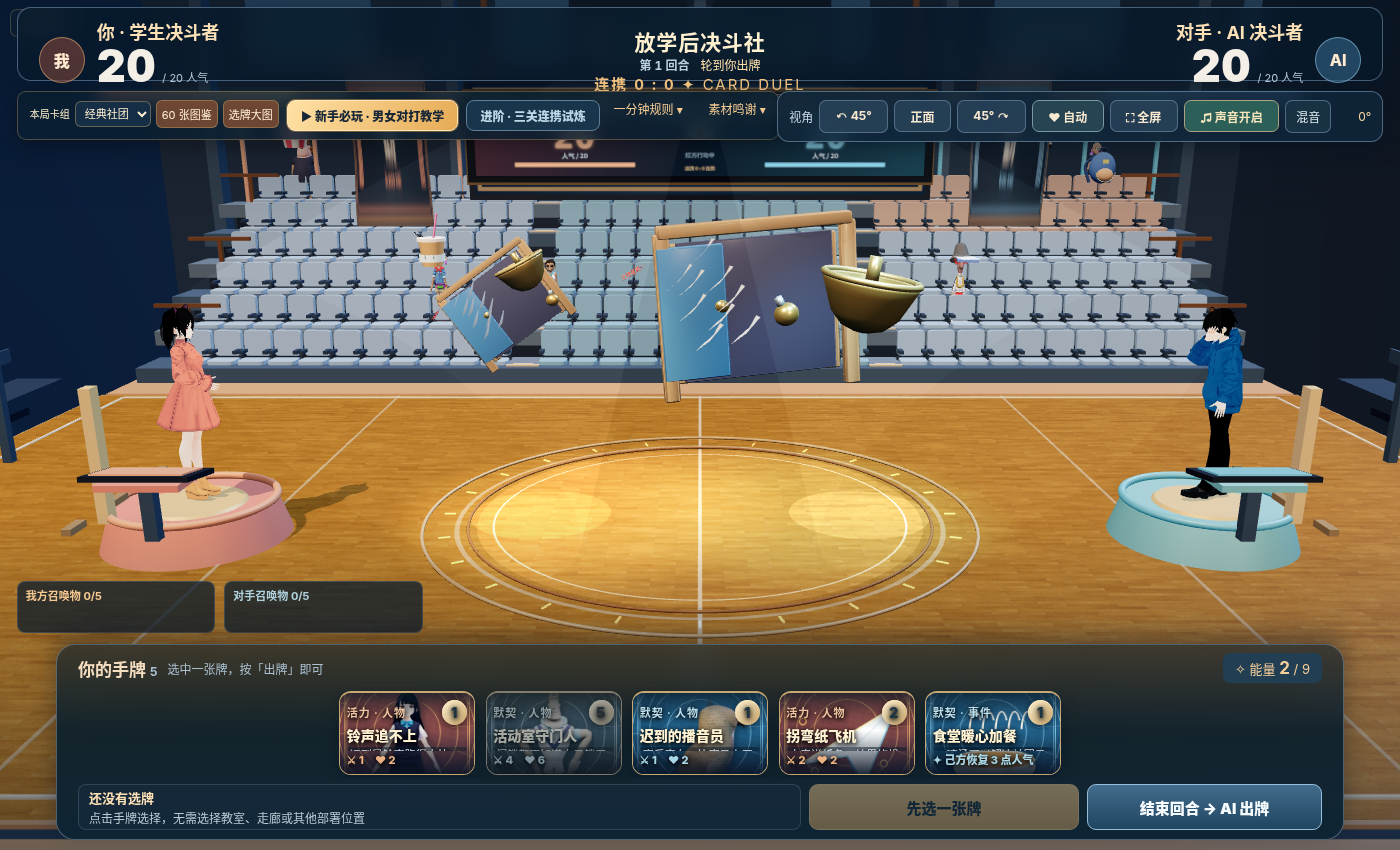 我
你 · 学生决斗者
20 / 20 人气
放学后决斗社
第 1 回合 轮到你出牌
连携 0 : 0 ✦ CARD DUEL
对手 · AI 决斗者
20 / 20 人气
AI
本局卡组 经典社团 60 张图鉴 选牌大图 ▶ 新手必玩 · 男女对打教学 进阶 · 三关连携试炼 一分钟规则 ▾ 素材鸣谢 ▾
视角 ↶ 45° 正面 45° ↷ ♥ 自动 ⛶ 全屏 ♫ 声音开启 混音 0°
20 20
人气 / 20 人气 / 20
我方召唤物 0/5
对手召唤物 0/5
你的手牌 5 选中一张牌，按「出牌」即可
✧ 能量 2 / 9
活力 · 人物 1
铃声追不上
⚔ 1 ♥ 2
默契 · 人物 5
活动室守门人
⚔ 4 ♥ 6
默契 · 人物 1
迟到的播音员
⚔ 1 ♥ 2
活力 · 人物 2
拐弯纸飞机
⚔ 2 ♥ 2
默契 · 事件 1
食堂暖心加餐
✦ 己方恢复 3 点人气
还没有选牌
点击手牌选择，无需选择教室、走廊或其他部署位置
先选一张牌
结束回合 → AI 出牌